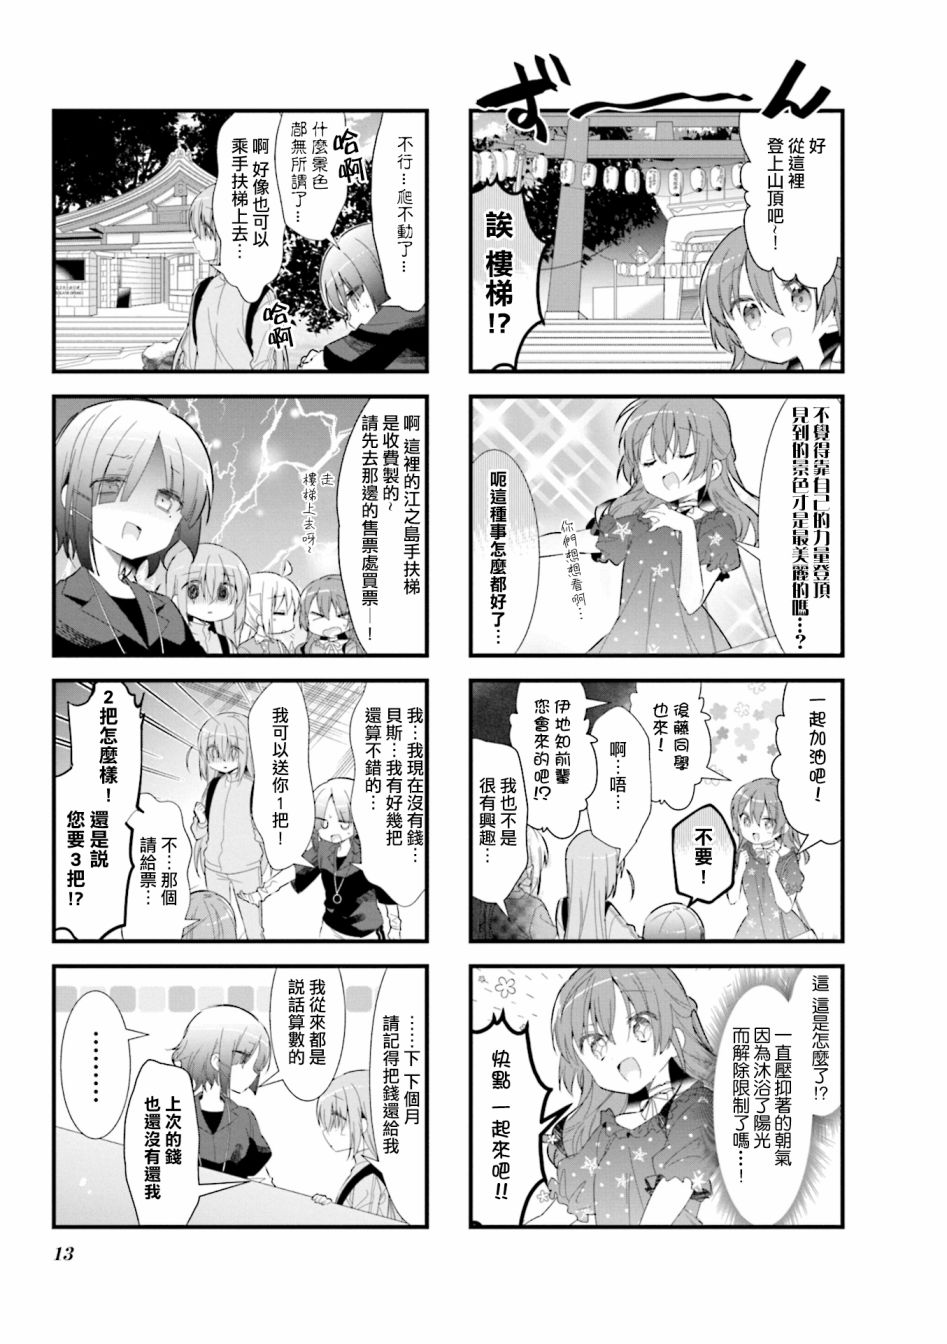 ざーーん
好
從這裡
登上山頂吧~!
誒 樓梯!?
不覺得靠自己的力量登頂
見到的景色才是最美麗的嗎…?
你們想想看啊…
呃這種事怎麼都好了…
一起加油吧!
不要!
後藤同學
也來!
啊…唔
伊地知前輩
您會來的吧!?
我也不是
很有興趣…
這 這是怎麼了!?
一直壓抑著的朝氣
因為沐浴了陽光
而解除限制了嗎…!
快點 一起來吧!!
不行…爬不動了…
哈啊
什麼景色
都無所謂了…
哈啊
啊 好像也可以
乘手扶梯上去…
啊 這裡的江之島手扶梯
是收費製的~
請先去那邊的售票處買票——!
走
樓梯上去呀~
我…我現在沒有錢…
貝斯…我有好幾把
還算不錯的…
我可以送你1把!
不…那個
請給票…
2把怎麼樣! 還是說
您要3把!?
……下 下個月
請記得把錢還給我
我從來都是
說話算數的
上次的錢
也還沒有還我
………
13